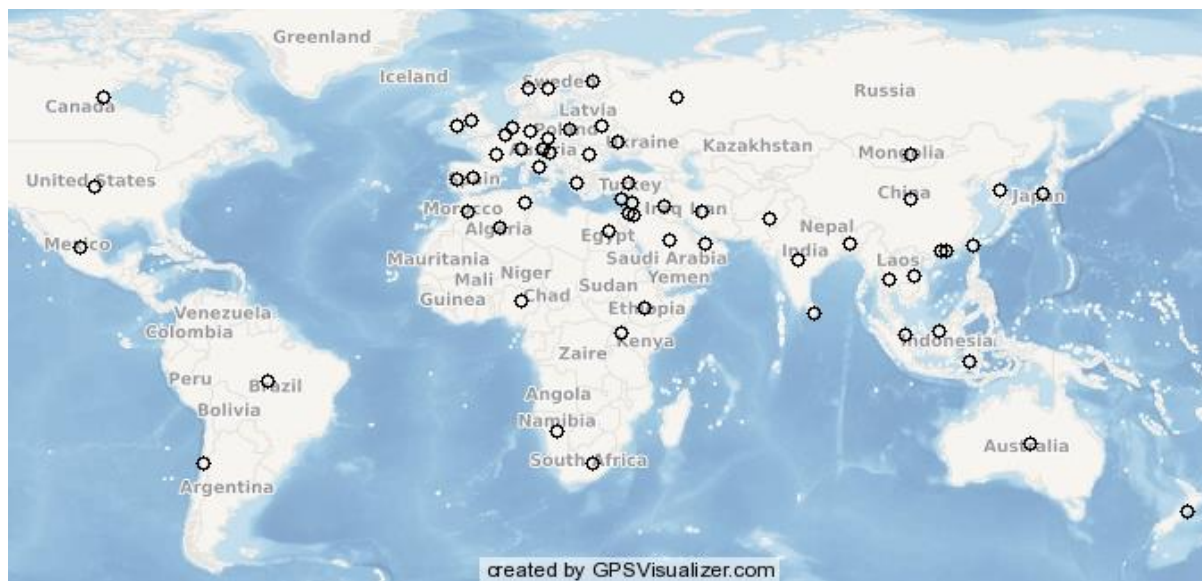 Greenland
Iceland
Sweden
Canada
Russia
Latvia
Poland
Ukraine
Austria
Kazakhstan
Mongolia
United States
Spain
Turkey
China
Japan
Morocco
Iraq Iran
Algeria
Egypt
Nepal
Mexico
India
Mauritania
Saudi Arabia
Laos
Mali
Niger
Yemen
Sudan
Guinea
Chad
Ethiopia
Venezuela
Colombia
Kenya
Indonesia
Zaire
Peru
Brazil
Angola
Bolivia
Namibia
Australia
South Africa
Argentina
created by GPSVisualizer.com